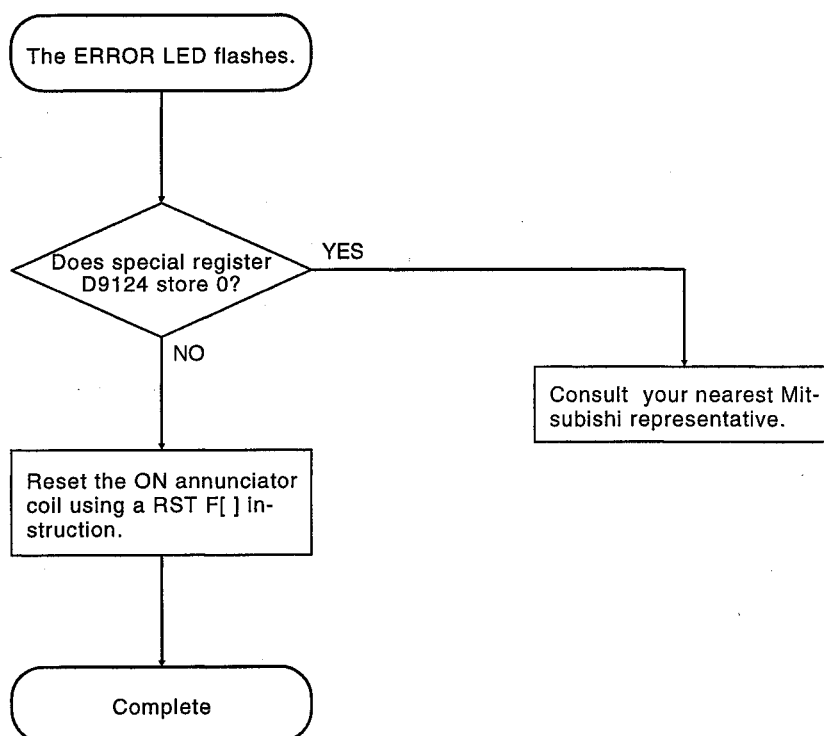 The ERROR LED flashes.
Does special register
D9124 store 0?
YES
NO
Consult your nearest Mit-
subishi representative.
Reset the ON annunciator
coil using a RST F[ ] in-
struction.
Complete